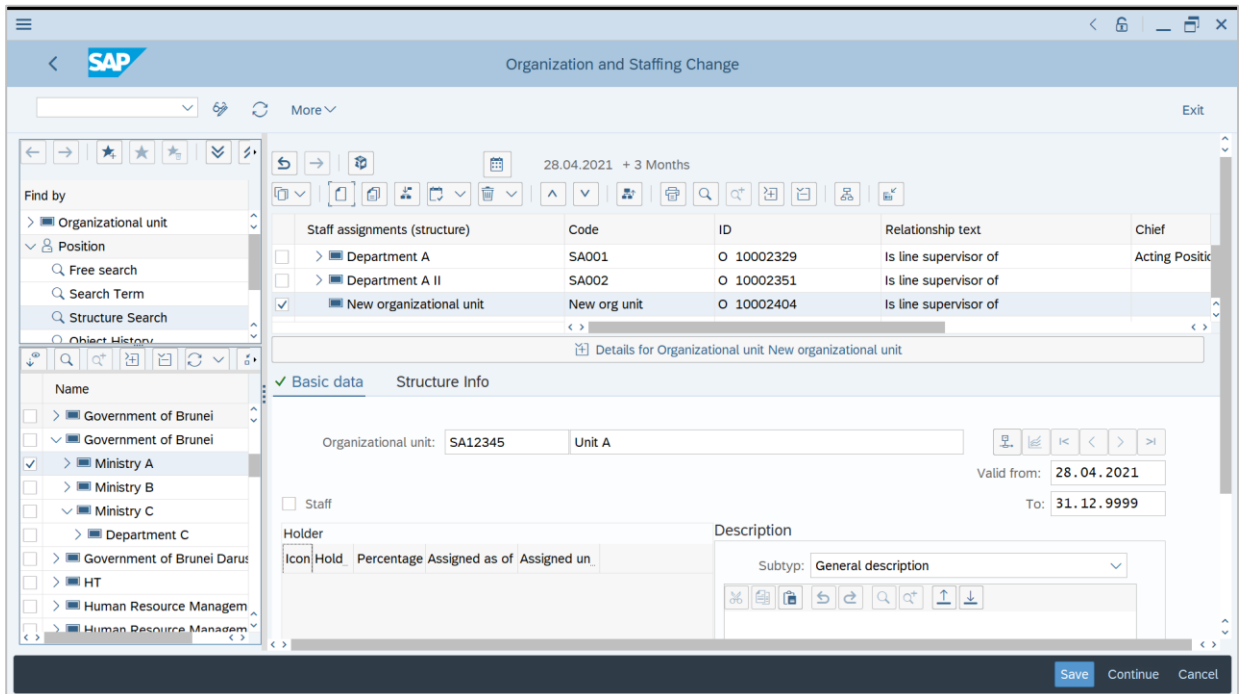 SAP
Organization and Staffing Change
More
Exit
28.04.2021 + 3 Months
Find by
Organizational unit
Position
Free search
Search Term
Structure Search
Object History
Staff assignments (structure) Code ID Relationship text Chief
Department A SA001 O 10002329 Is line supervisor of Acting Positic
Department A II SA002 O 10002351 Is line supervisor of
New organizational unit New org unit O 10002404 Is line supervisor of
Details for Organizational unit New organizational unit
Name
Government of Brunei
Government of Brunei
Ministry A
Ministry B
Ministry C
Department C
Government of Brunei Darus
HT
Human Resource Managem
Human Resource Managem
Basic data Structure Info
Organizational unit: SA12345 Unit A
Valid from: 28.04.2021
Staff
To: 31.12.9999
Holder
Icon Hold_ Percentage Assigned as of Assigned un_
Description
Subtyp: General description
Save Continue Cancel